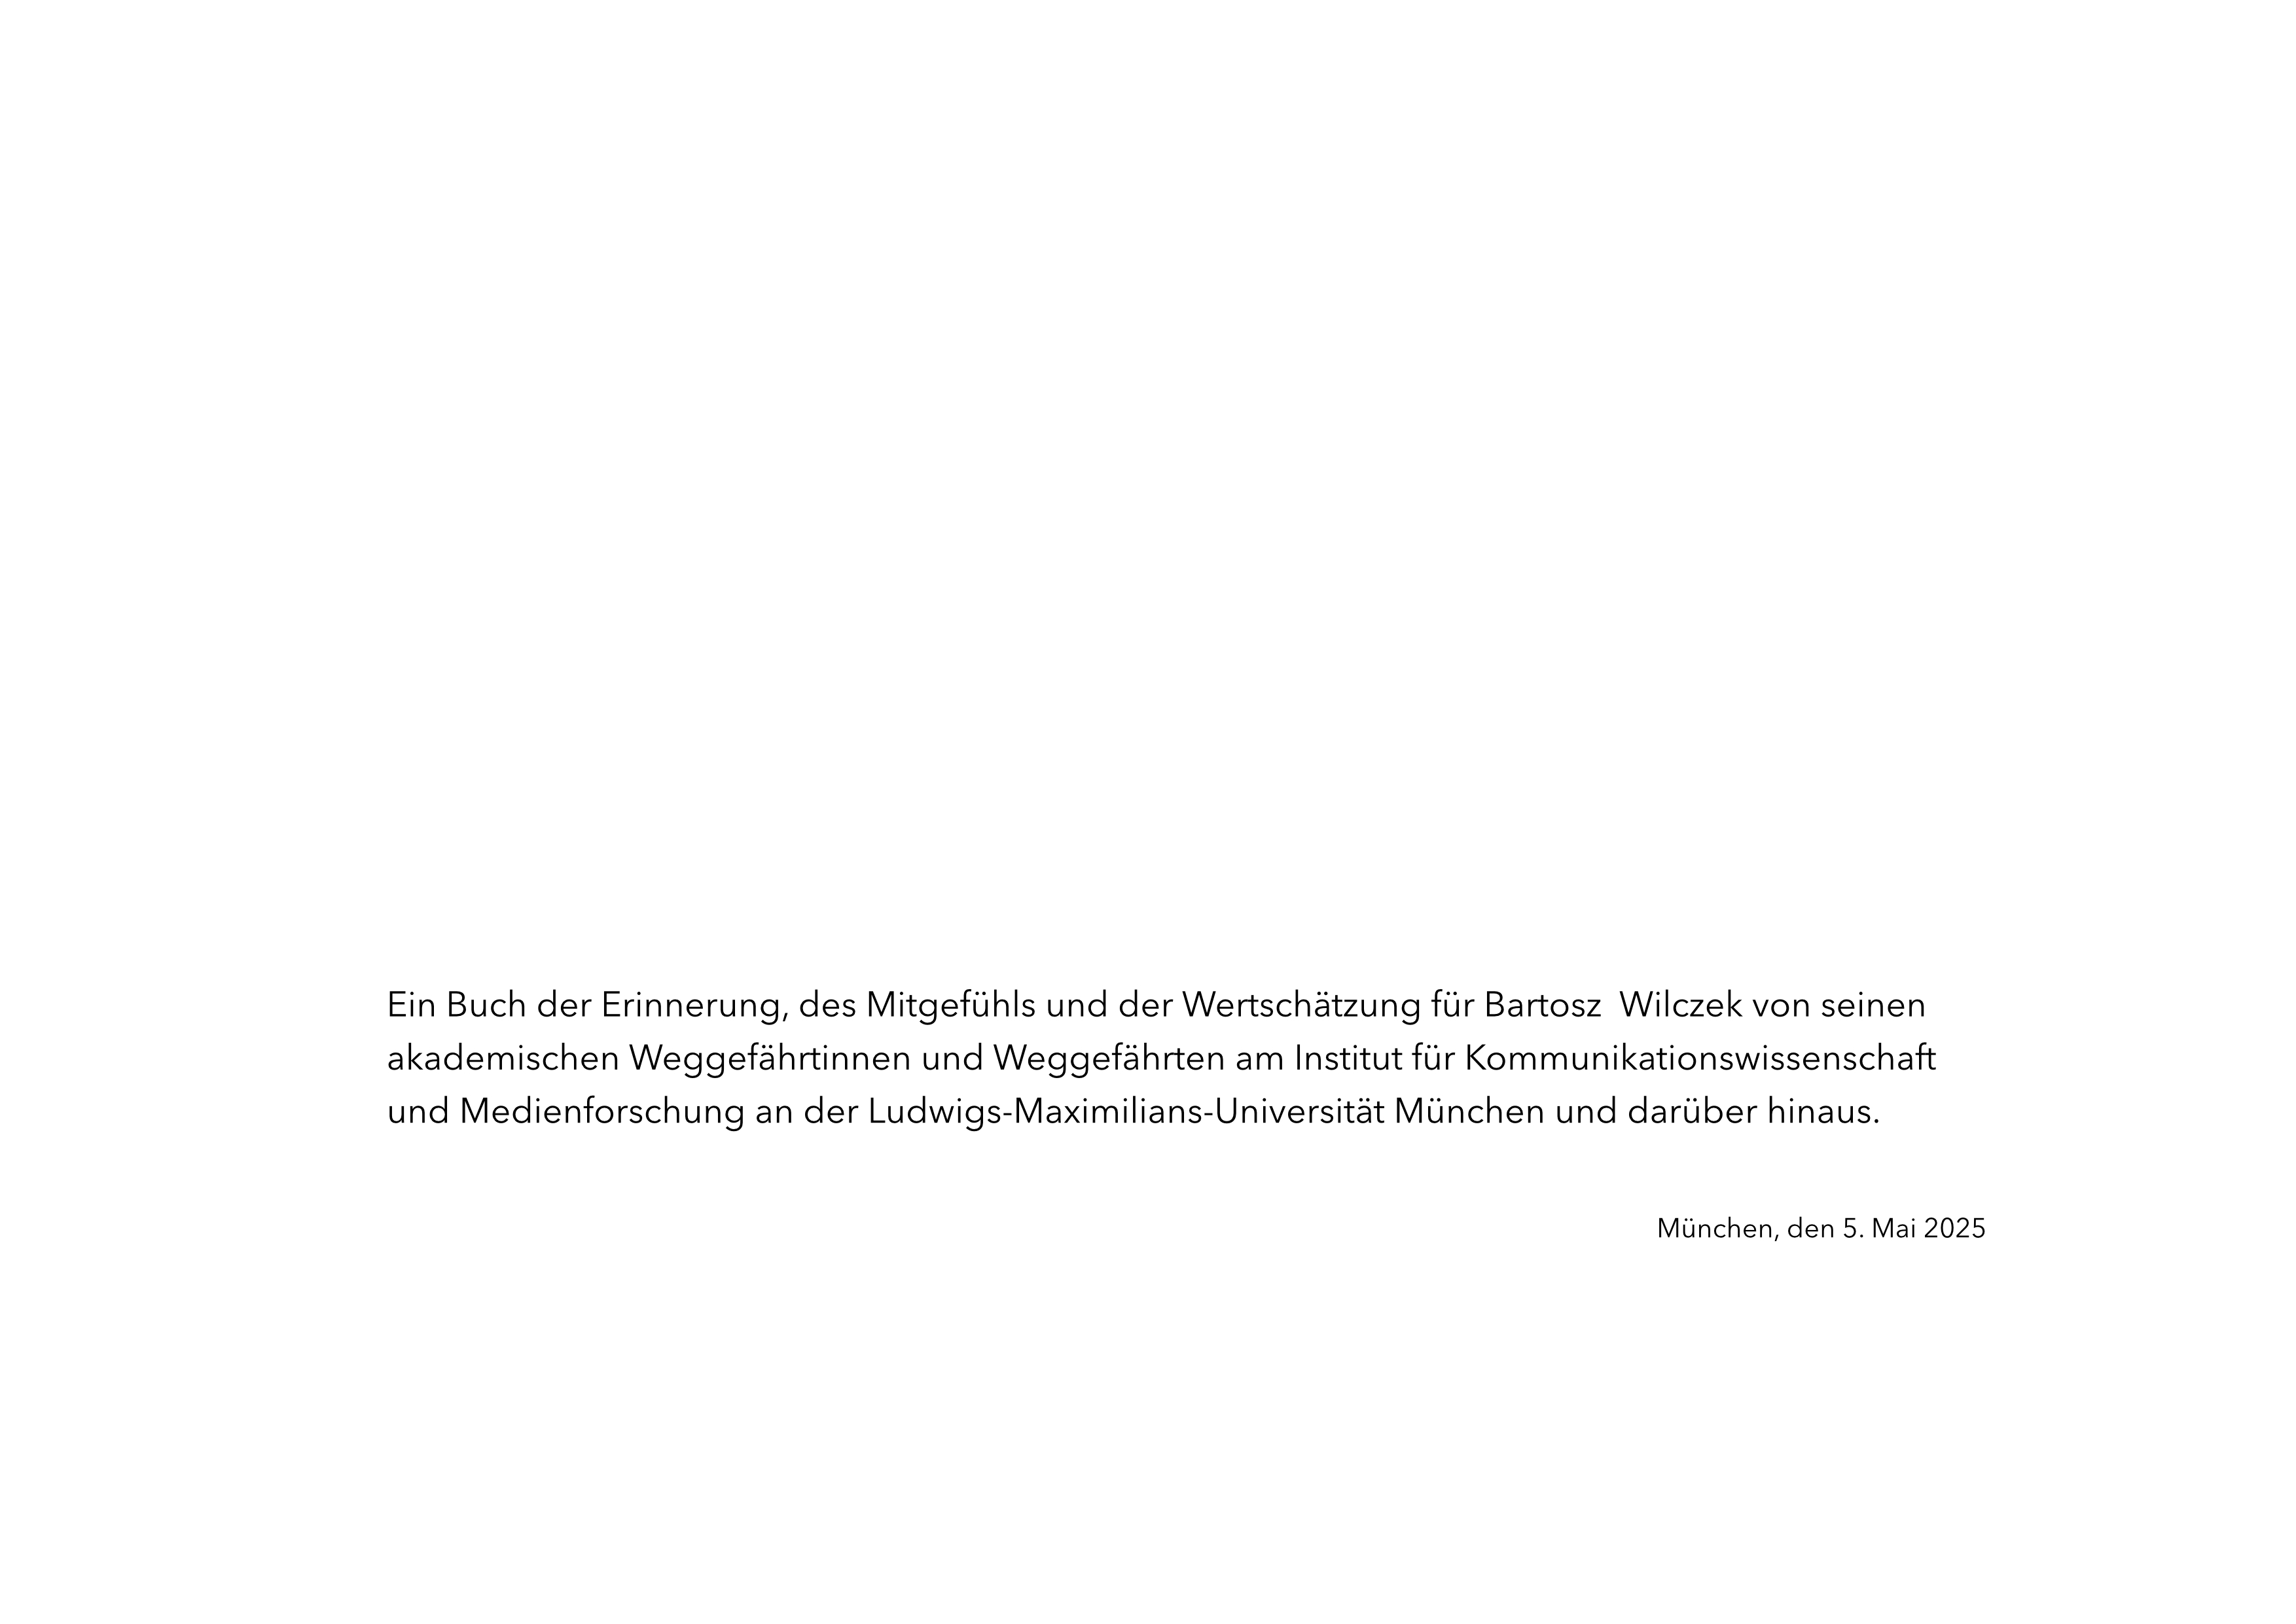 Ein Buch der Erinnerung, des Mitgefühls und der Wertschätzung für Bartosz  Wilczek von seinen
akademischen Weggefährtinnen und Weggefährten am Institut für Kommunikationswissenschaft
und Medienforschung an der Ludwigs-Maximilians-Universität München und darüber hinaus.
München, den 5. Mai 2025